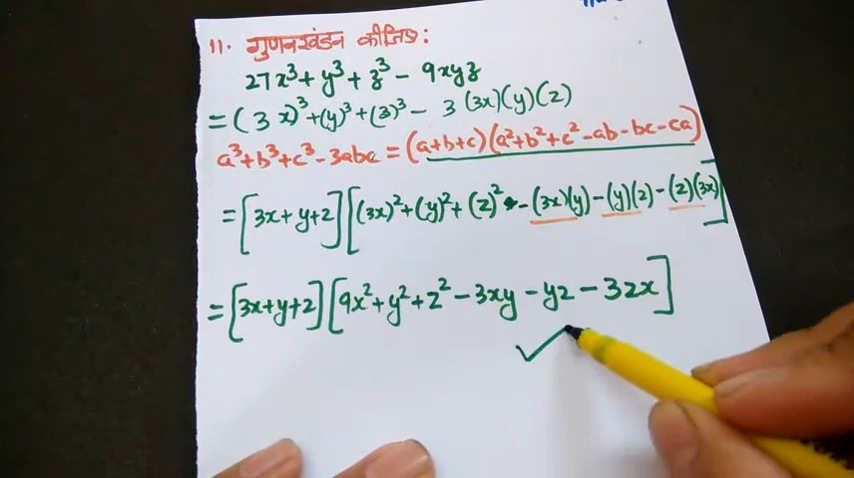 11. गुणनखंडन कीजिए:
27x³ + y³ + z³ - 9xyz
= (3x)³ + (y)³ + (z)³ - 3(3x)(y)(z)
a³+b³+c³-3abc = (a+b+c)(a²+b²+c²-ab-bc-ca)
= [3x+y+z][(3x)²+(y)²+(z)² - (3x)(y) - (y)(z) - (z)(3x)]
= [3x+y+z][9x²+y²+z²-3xy-yz-3zx]